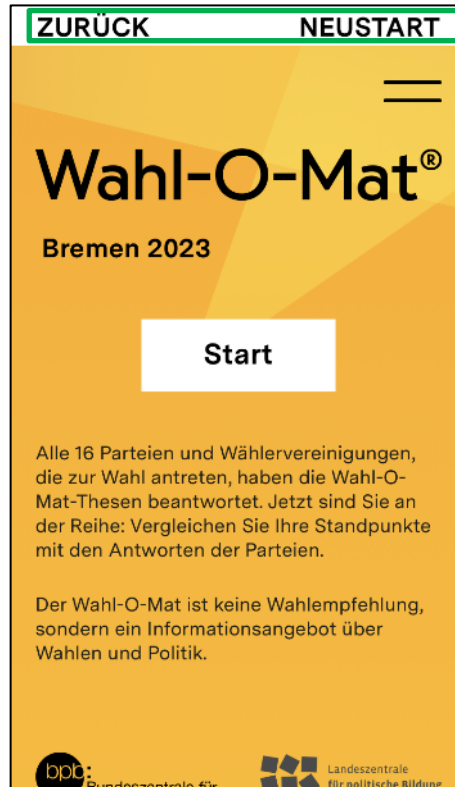 ZURÜCK NEUSTART
Wahl-O-Mat®
Bremen 2023
Start
Alle 16 Parteien und Wählervereinigungen,
die zur Wahl antreten, haben die Wahl-O-
Mat-Thesen beantwortet. Jetzt sind Sie an
der Reihe: Vergleichen Sie Ihre Standpunkte
mit den Antworten der Parteien.
Der Wahl-O-Mat ist keine Wahlempfehlung,
sondern ein Informationsangebot über
Wahlen und Politik.
bpb:
Bundeszentrale für
Landeszentrale
für politische Bildung